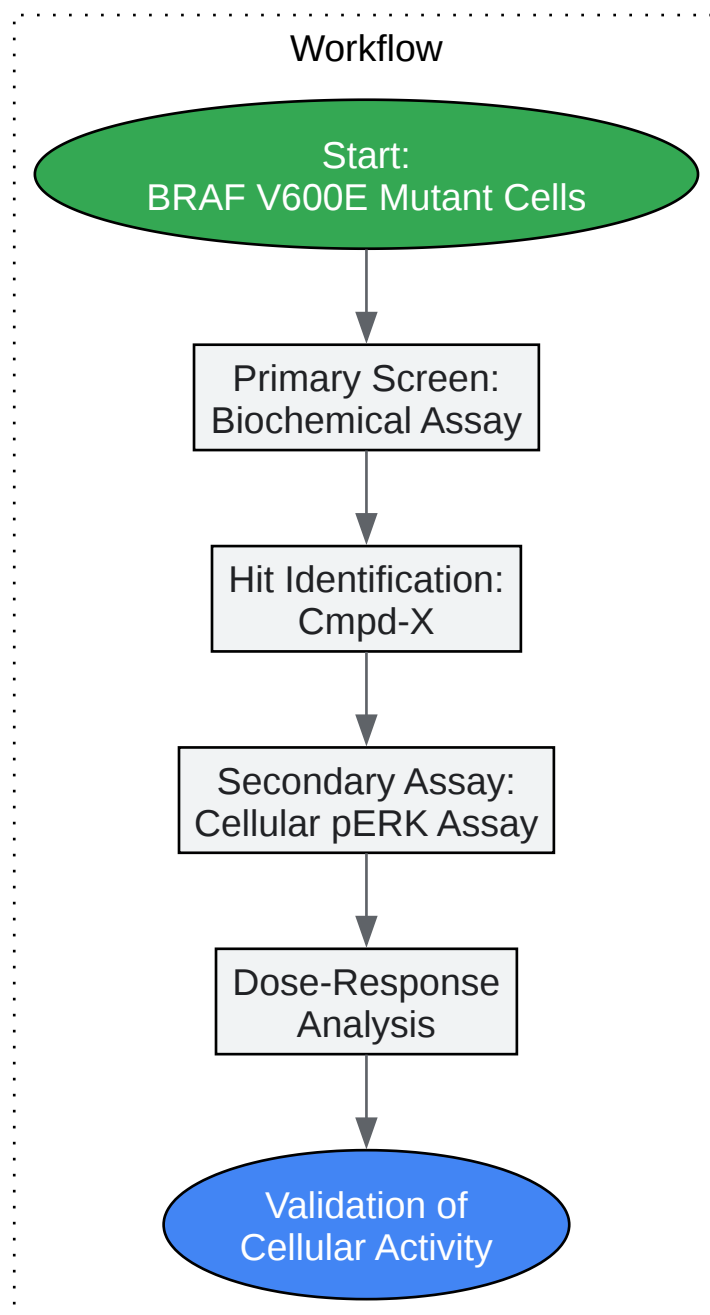 Workflow
Start:
BRAF V600E Mutant Cells
Primary Screen:
Biochemical Assay
Hit Identification:
Cmpd-X
Secondary Assay:
Cellular pERK Assay
Dose-Response
Analysis
Validation of
Cellular Activity